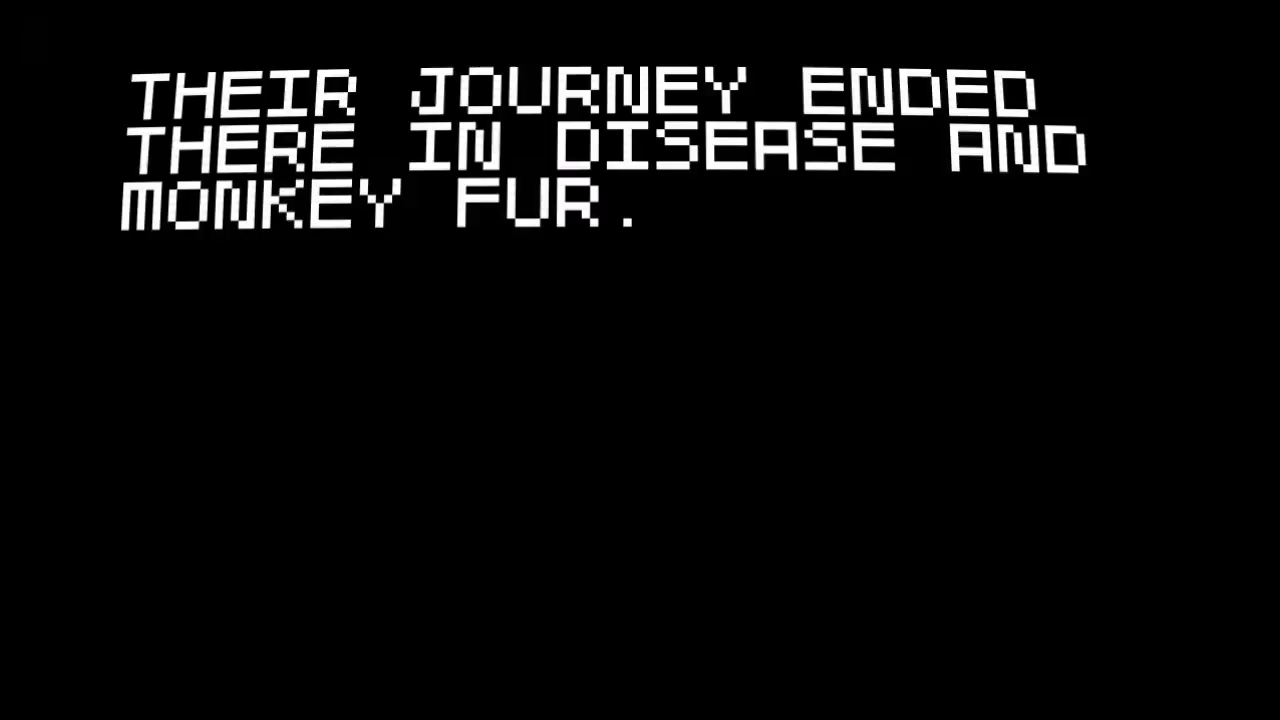 THEIR JOURNEY ENDED
THERE IN DISEASE AND
MONKEY FUR.